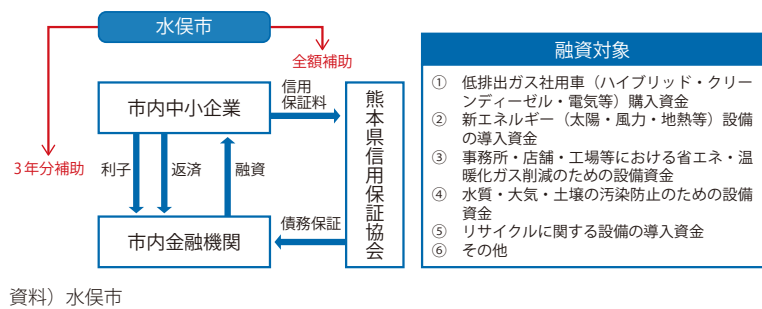 水俣市
全額補助
市内中小企業
信用
保証料
熊本県信用保証協会
3年分補助
利子
返済
融資
市内金融機関
債務保証
融資対象
① 低排出ガス社用車（ハイブリッド・クリー
ンディーゼル・電気等）購入資金
② 新エネルギー（太陽・風力・地熱等）設備
の導入資金
③ 事務所・店舗・工場等における省エネ・温
暖化ガス削減のための設備資金
④ 水質・大気・土壌の汚染防止のための設備
資金
⑤ リサイクルに関する設備の導入資金
⑥ その他
資料）水俣市